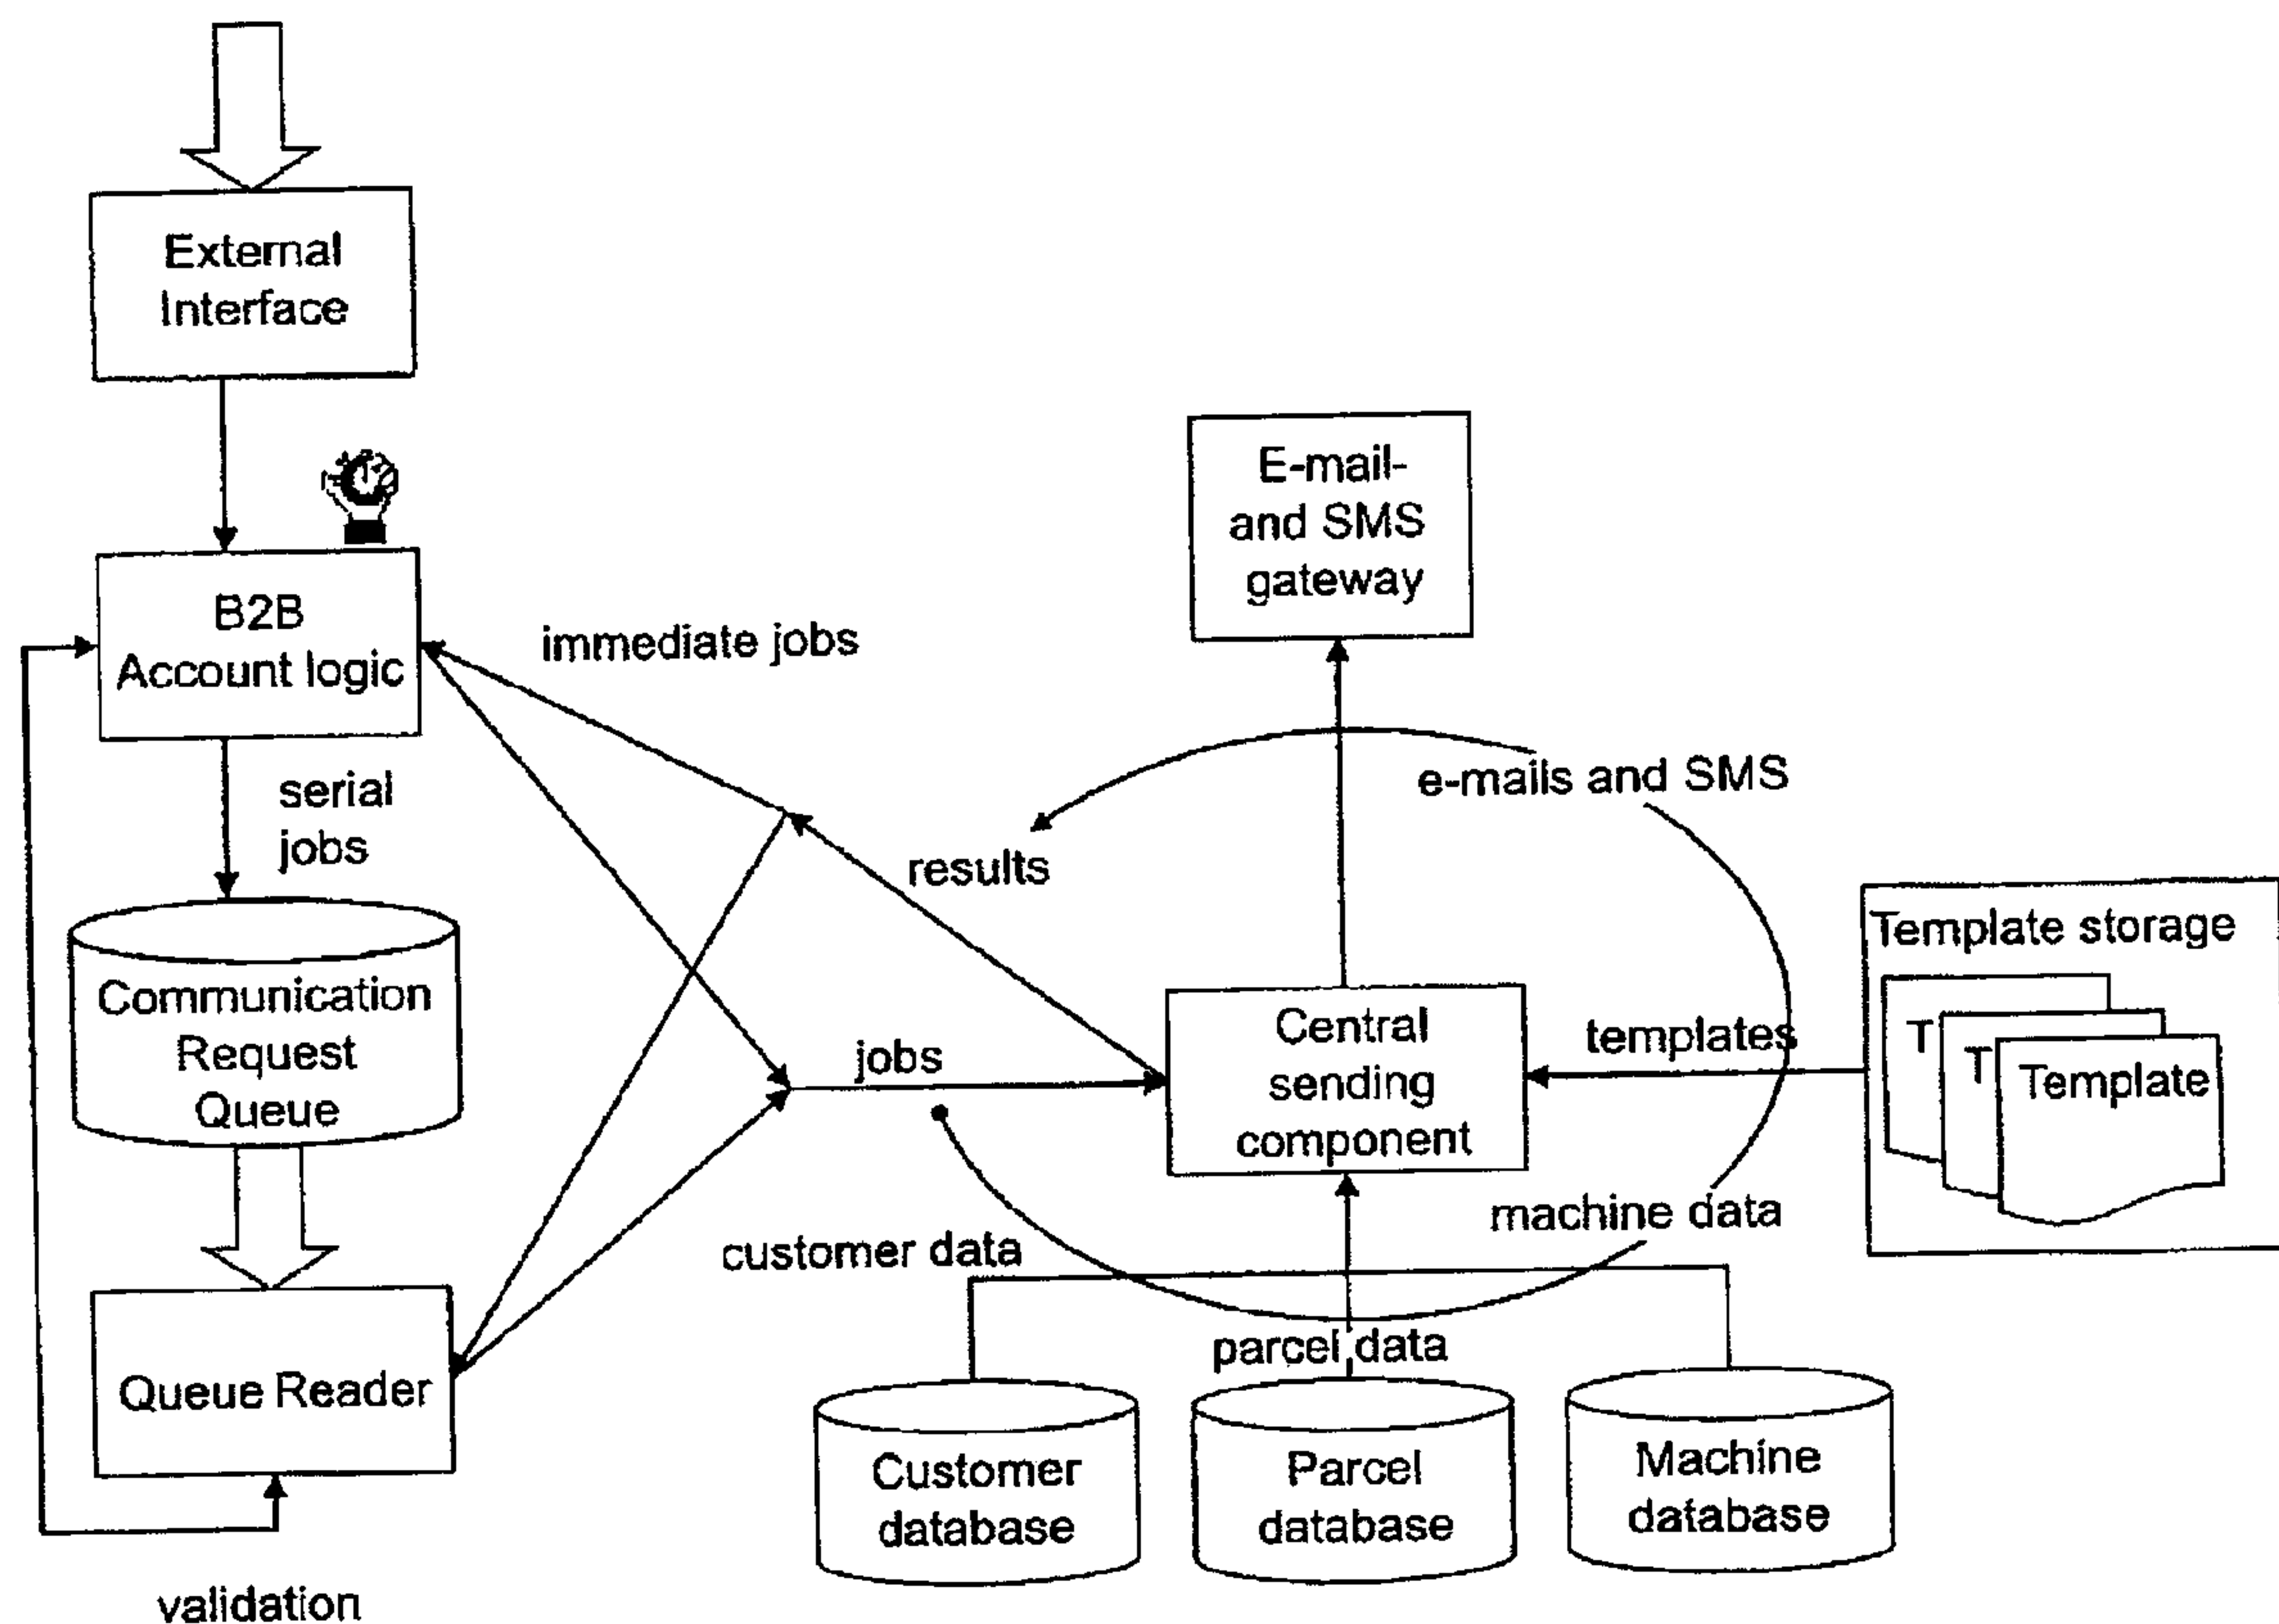 External
Interface
B2B
Account logic
immediate jobs
serial
jobs
Communication
Request
Queue
Queue Reader
validation
E-mail-
and SMS
gateway
e-mails and SMS
results
jobs
Central
sending
component
templates
Template storage
T
T
Template
machine data
customer data
parcel data
Customer
database
Parcel
database
Machine
database